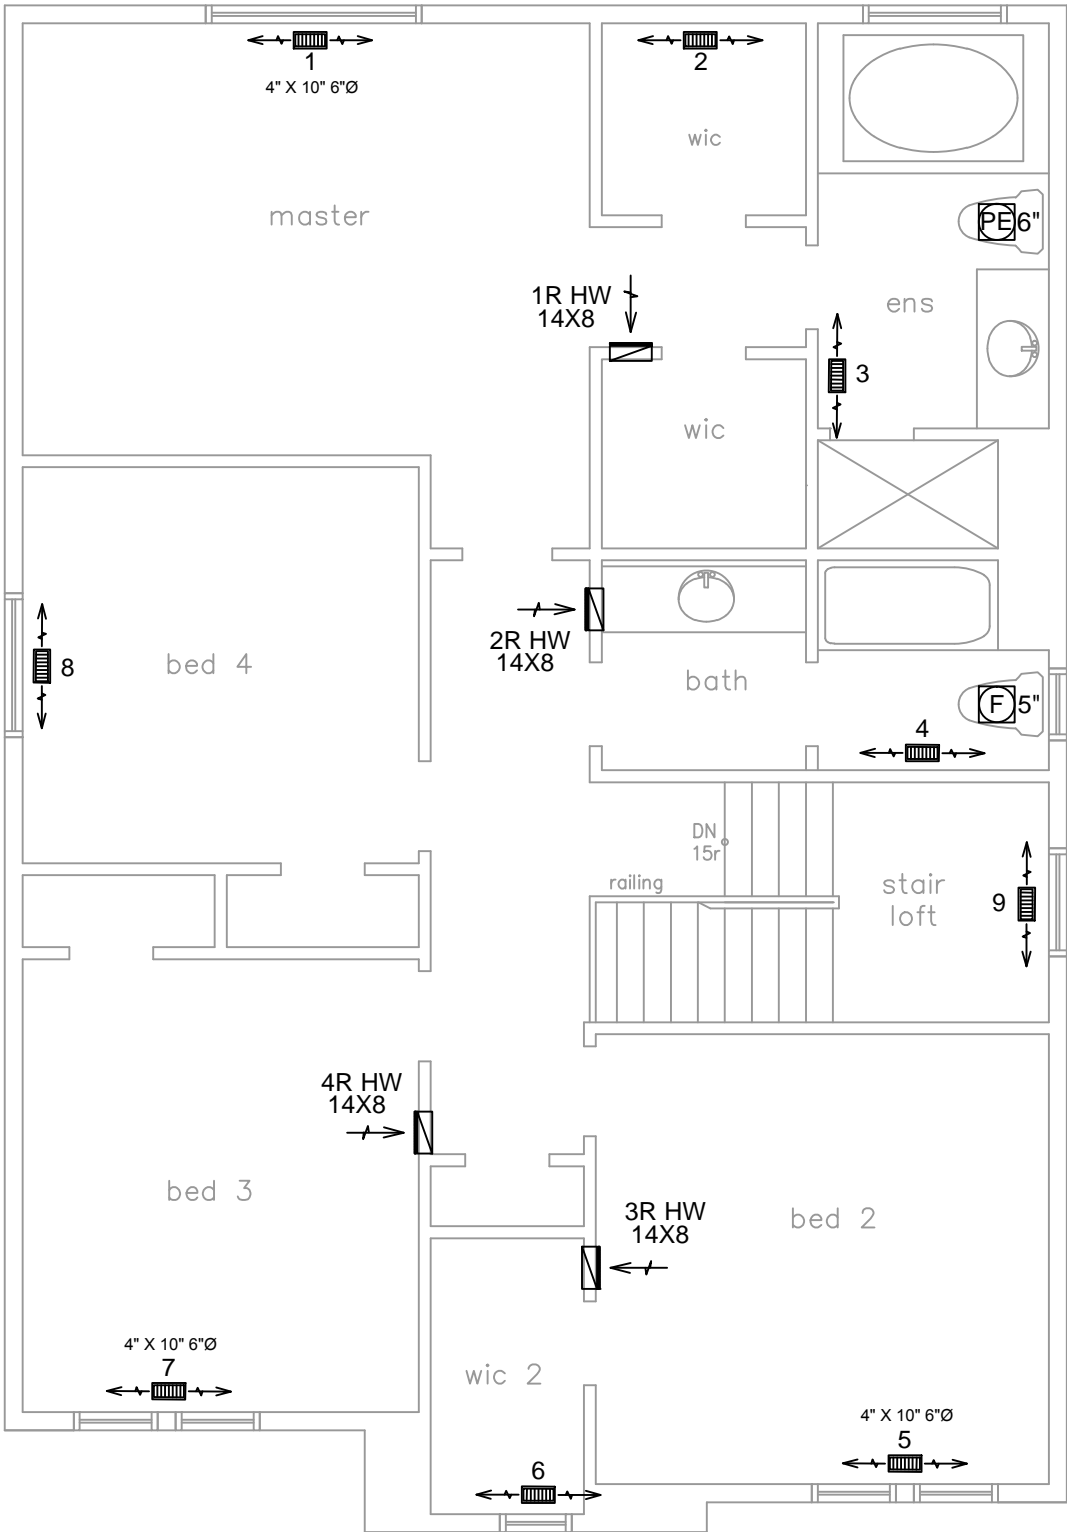 1
4" X 10" 6"Ø
2
wic
master
PE 6"
1R HW
14X8
ens
3
wic
2R HW
14X8
8
bed 4
bath
F 5"
4
DN
15r
railing
stair
loft
9
4R HW
14X8
bed 3
3R HW
14X8
bed 2
4" X 10" 6"Ø
7
wic 2
4" X 10" 6"Ø
5
6